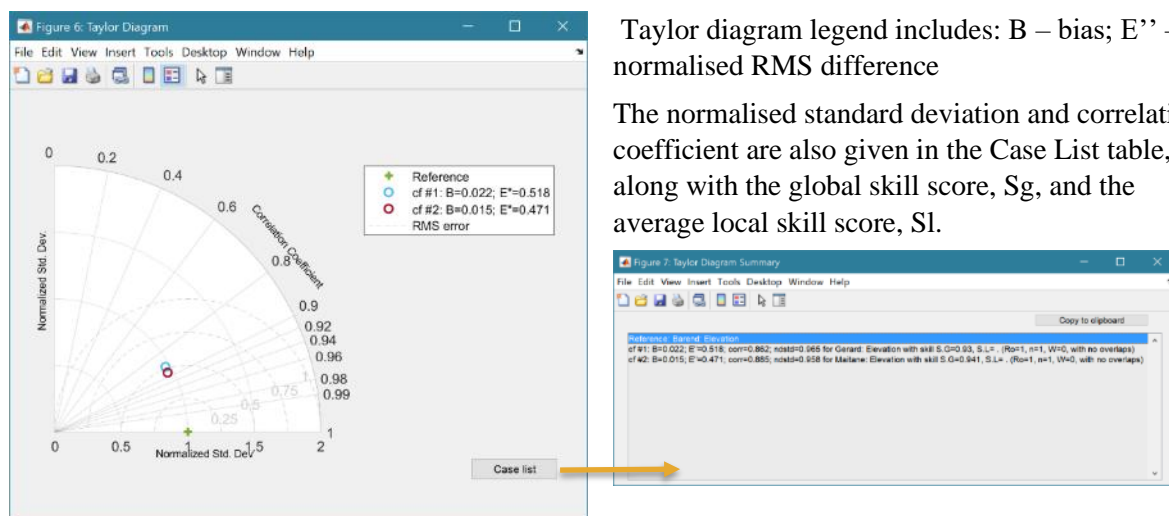 Figure 6: Taylor Diagram
File Edit View Insert Tools Desktop Window Help
0
0.2
0.4
0.6
0.8
0.9
0.92
0.94
0.96
0.98
0.99
1
Correlation Coefficient
Normalized Std. Dev.
1
0.75
0.5
0.25
0 0.5 1 1.5 2
Normalized Std. Dev.
Reference
cf #1: B=0.022; E"=0.518
cf #2: B=0.015; E"=0.471
RMS error
Case list
Taylor diagram legend includes: B – bias; E’’ –
normalised RMS difference
The normalised standard deviation and correlati
coefficient are also given in the Case List table,
along with the global skill score, Sg, and the
average local skill score, Sl.
Figure 7: Taylor Diagram Summary
File Edit View Insert Tools Desktop Window Help
Copy to clipboard
Reference: Barend: Elevation
cf #1: B=0.022; E'=0.518; corr=0.862; nostd=0.965 for Gerard: Elevation with skill S.G=0.93, S.L= . (Ro=1, n=1, W=0, with no overlaps)
cf #2: B=0.015; E'=0.471; corr=0.885; nostd=0.958 for Maitane: Elevation with skill S.G=0.941, S.L= . (Ro=1, n=1, W=0, with no overlaps)